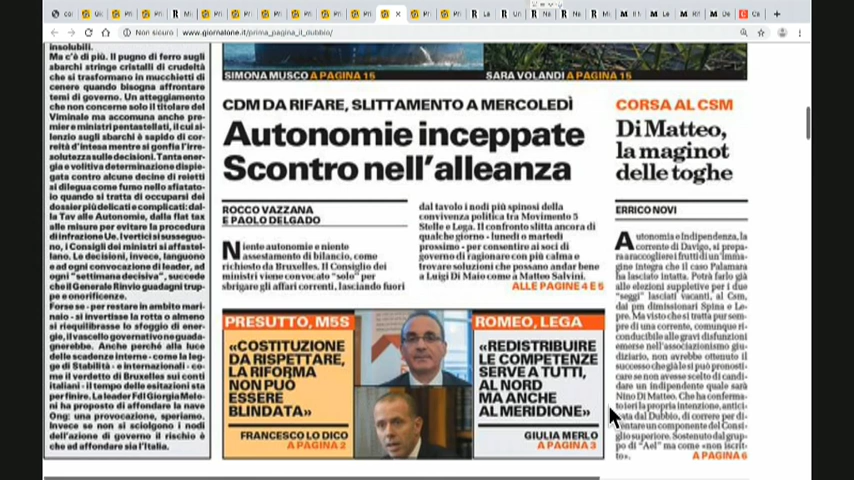 Non sicuro | www.giornalone.it/prima_pagina_il_dubbio/
insolubili.
Ma c'è di più. Il pugno di ferro sugli
sbarchi stringe cristalli di crudeltà
che si trasformano in mucchietti di
cenere quando bisogna affrontare
temi di governo. Un atteggiamento
che non concerne solo il titolare del
Viminale ma accomuna anche pre-
mier e ministri pentastellati, il cui si-
lenzio sugli sbarchi è sapido di cor-
reità d'intesa mentre si gonfia l'irre-
solutezza sulle decisioni. Tanta ener-
gia e volitiva determinazione dispie-
gata contro alcune decine di reietti
si dilegua come fumo nello sfiatato-
io quando si tratta di occuparsi dei
dossier più delicati e complicati: dal-
la Tav alle Autonomie, dalla flat tax
alle misure per evitare la procedura
di infrazione Ue. I vertici si sussegue-
no, i Consigli dei ministri si affastel-
lano. Le decisioni, invece, languono
e ad ogni convocazione di leader, ad
ogni "settimana decisiva", succede
che il Generale Rinvio guadagni trup-
pe e onorificenze.
Forse se - per restare in ambito mari-
naio - si invertisse la rotta o almeno
si riequilibrasse lo sfoggio di ener-
gie, il vascello governativo ne guada-
gnerebbe. Anche perché alla luce
delle scadenze interne - come la leg-
ge di Stabilità - e internazionali - co-
me il verdetto di Bruxelles sui conti
italiani - il tempo delle esitazioni sta
per finire. La leader FdI Giorgia Melo-
ni ha proposto di affondare la nave
Ong: una provocazione, speriamo.
Invece se non si sciolgono i nodi
dell'azione di governo il rischio è
che ad affondare sia l'Italia.
SIMONA MUSCO A PAGINA 15
SARA VOLANDI A PAGINA 15
CDM DA RIFARE, SLITTAMENTO A MERCOLEDÌ
Autonomie inceppate
Scontro nell'alleanza
ROCCO VAZZANA
E PAOLO DELGADO
Niente autonomie e niente
assestamento di bilancio, come
richiesto da Bruxelles. Il Consiglio dei
ministri viene convocato "solo" per
sbrigare gli affari correnti, lasciando fuori
dal tavolo i nodi più spinosi della
convivenza politica tra Movimento 5
Stelle e Lega. Il confronto slitta ancora di
qualche giorno - lunedì o martedì
prossimo - per consentire ai soci di
governo di ragionare con più calma e
trovare soluzioni che possano andar bene
a Luigi Di Maio come a Matteo Salvini.
ALLE PAGINE 4 E 5
PRESUTTO, M5S
«COSTITUZIONE
DA RISPETTARE,
LA RIFORMA
NON PUÒ
ESSERE
BLINDATA»
FRANCESCO LO DICO
A PAGINA 2
ROMEO, LEGA
«REDISTRIBUIRE
LE COMPETENZE
SERVE A TUTTI,
AL NORD
MA ANCHE
AL MERIDIONE»
GIULIA MERLO
A PAGINA 3
CORSA AL CSM
Di Matteo,
la maginot
delle toghe
ERRICO NOVI
Autonomia e indipendenza, la
corrente di Davigo, si prepa-
ra a raccogliere i frutti di un'imma-
gine integra che il caso Palamara
ha lasciato intatta. Potrà farlo già
alle elezioni suppletive per i due
"seggi" lasciati vacanti, al Csm,
dai pm dimissionari Spina e Le-
pre. Ma visto che si tratta pur sem-
pre di una corrente, comunque ri-
conducibile alle gravi disfunzioni
emerse nell'associazionismo giu-
diziario, non avrebbe ottenuto il
successo che già le si può pronosti-
care se non avesse scelto di candi-
dare un indipendente quale sarà
Nino Di Matteo. Che ha conferma-
to ieri la propria intenzione, antici-
pata dal Dubbio, di correre per di-
ventare un componente del Consi-
glio superiore. Sostenuto dal grup-
po di "AeI" ma come «non iscrit-
to».
A PAGINA 6